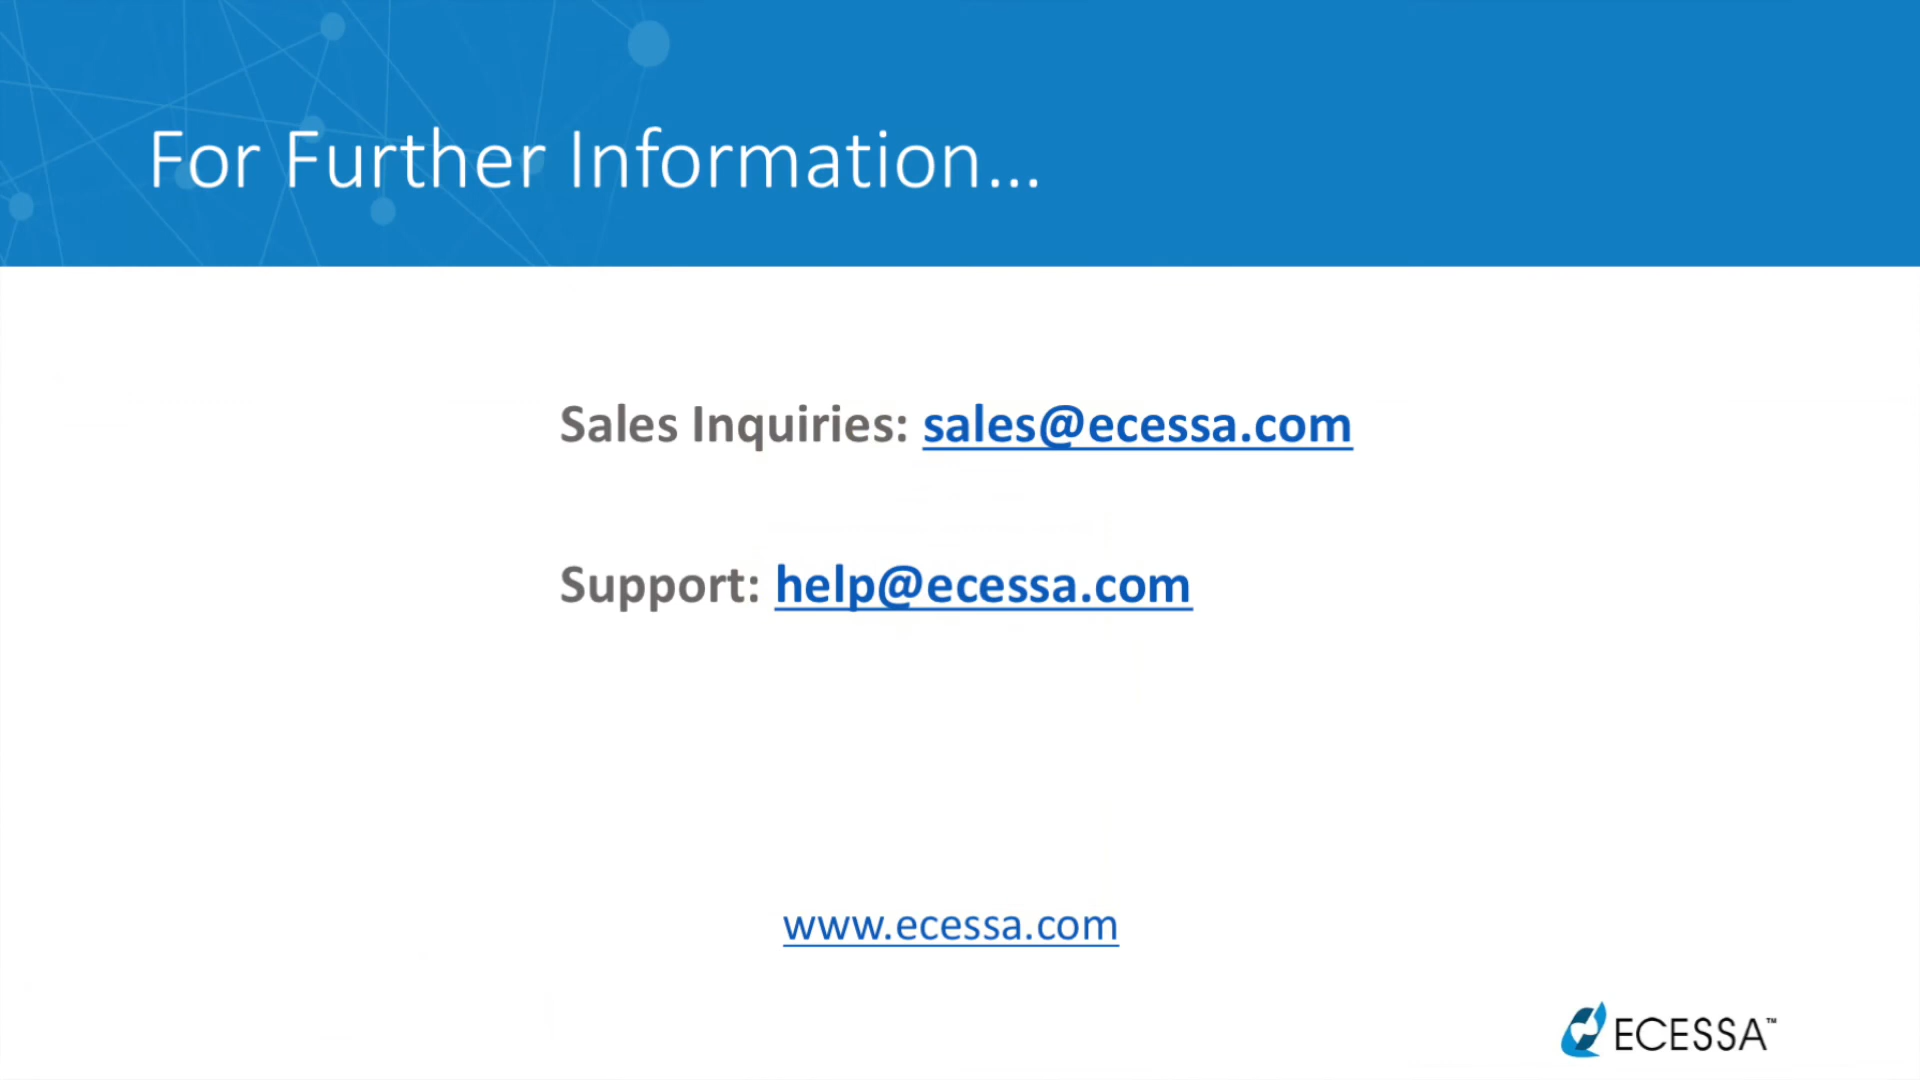 For Further Information...
Sales Inquiries: sales@ecessa.com
Support: help@ecessa.com
www.ecessa.com
ECESSA™